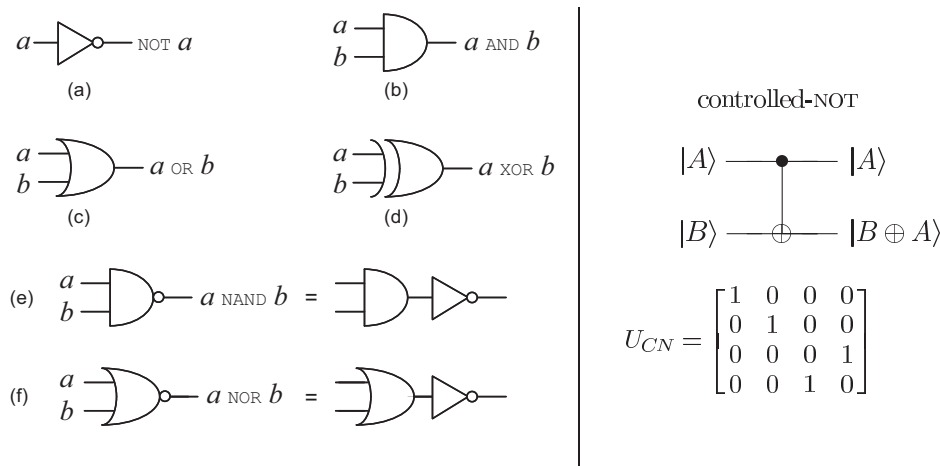 a NOT a
(a)
a
b a AND b
(b)
a
b a OR b
(c)
a
b a XOR b
(d)
(e) a
b a NAND b =
(f) a
b a NOR b =
controlled-NOT
|A⟩ |A⟩
|B⟩ |B ⊕ A⟩
U_CN = [1 0 0 0
0 1 0 0
0 0 0 1
0 0 1 0]